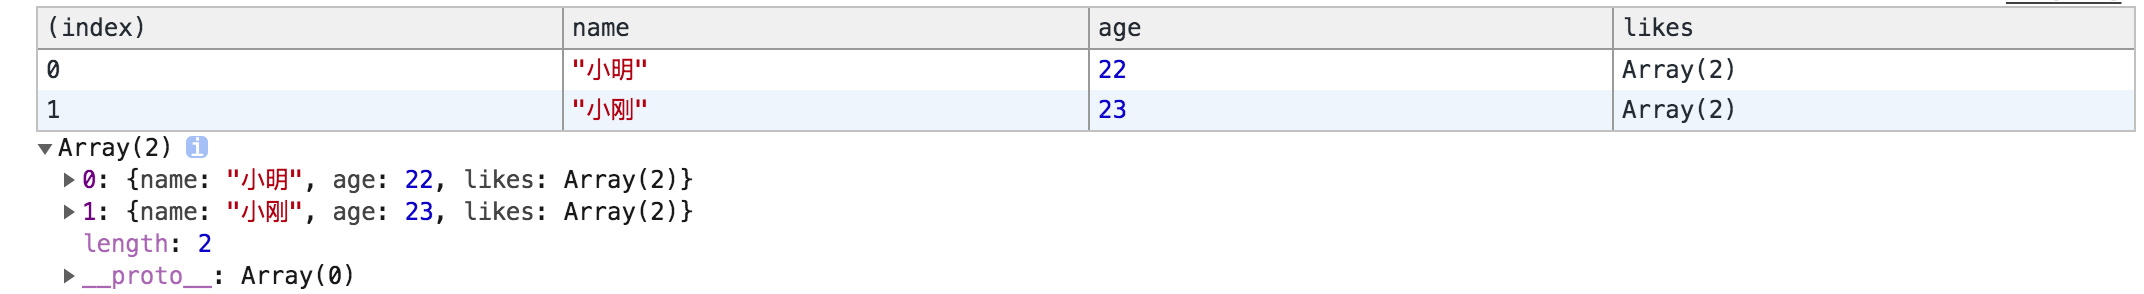 (index) name age likes
0 "小明" 22 Array(2)
1 "小刚" 23 Array(2)
▼Array(2) i
▶0: {name: "小明", age: 22, likes: Array(2)}
▶1: {name: "小刚", age: 23, likes: Array(2)}
length: 2
▶__proto__: Array(0)